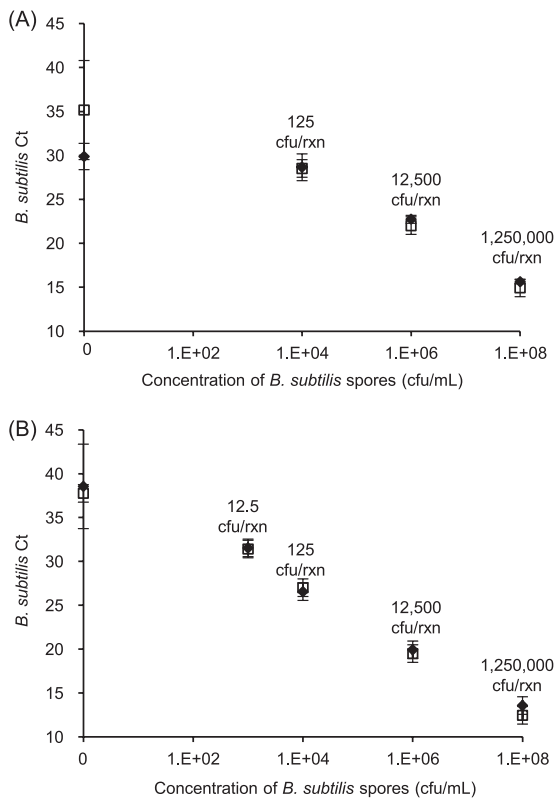 (A)
45
40
35
30
25
20
15
10
B. subtilis Ct
125
cfu/rxn
12,500
cfu/rxn
1,250,000
cfu/rxn
0
1.E+02
1.E+04
1.E+06
1.E+08
Concentration of B. subtilis spores (cfu/mL)
(B)
45
40
35
30
25
20
15
10
B. subtilis Ct
12.5
cfu/rxn
125
cfu/rxn
12,500
cfu/rxn
1,250,000
cfu/rxn
0
1.E+02
1.E+04
1.E+06
1.E+08
Concentration of B. subtilis spores (cfu/mL)